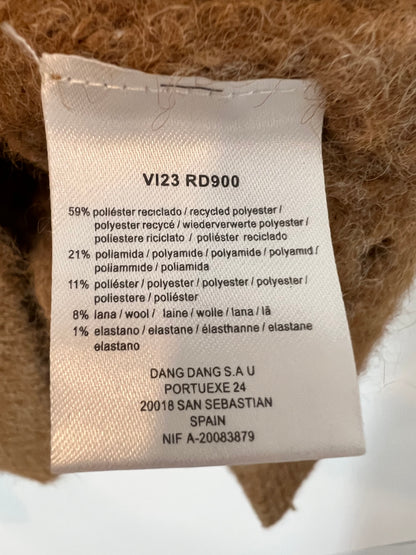 VI23 RD900
59% poliéster reciclado / recycled polyester /
polyester recycé / wiederverwerte polyester /
poliestere riciclato / poliéster reciclado
21% poliamida / polyamide / polyamide / polyamid /
poliammide / poliamida
11% poliéster / polyester / polyester / polyester /
poliestere / poliéster
8% lana / wool / laine / wolle / lana / lã
1% elastano / elastane / élasthanne / elastane
elastano
DANG DANG S.A U
PORTUEXE 24
20018 SAN SEBASTIAN
SPAIN
NIF A-20083879